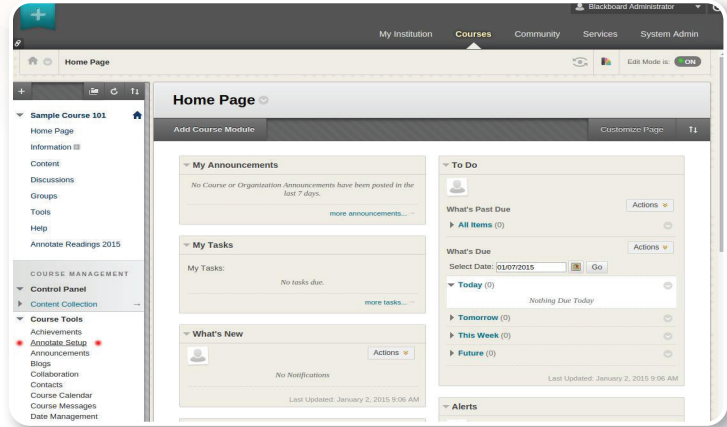 Blackboard Administrator
My Institution Courses Community Services System Admin
Home Page Edit Mode is: ON
Sample Course 101
Home Page
Information
Content
Discussions
Groups
Tools
Help
Annotate Readings 2015
COURSE MANAGEMENT
Control Panel
Content Collection
Course Tools
Achievements
Annotate Setup
Announcements
Blogs
Collaboration
Contacts
Course Calendar
Course Messages
Date Management
Home Page
Add Course Module Customize Page
My Announcements
No Course or Organization Announcements have been posted in the
last 7 days.
more announcements...
My Tasks
My Tasks:
No tasks due.
more tasks...
What's New
Actions
No Notifications
Last Updated: January 2, 2015 9:06 AM
To Do
What's Past Due Actions
All Items (0)
What's Due Actions
Select Date: 01/07/2015 Go
Today (0)
Nothing Due Today
Tomorrow (0)
This Week (0)
Future (0)
Last Updated: January 2, 2015 9:06 AM
Alerts